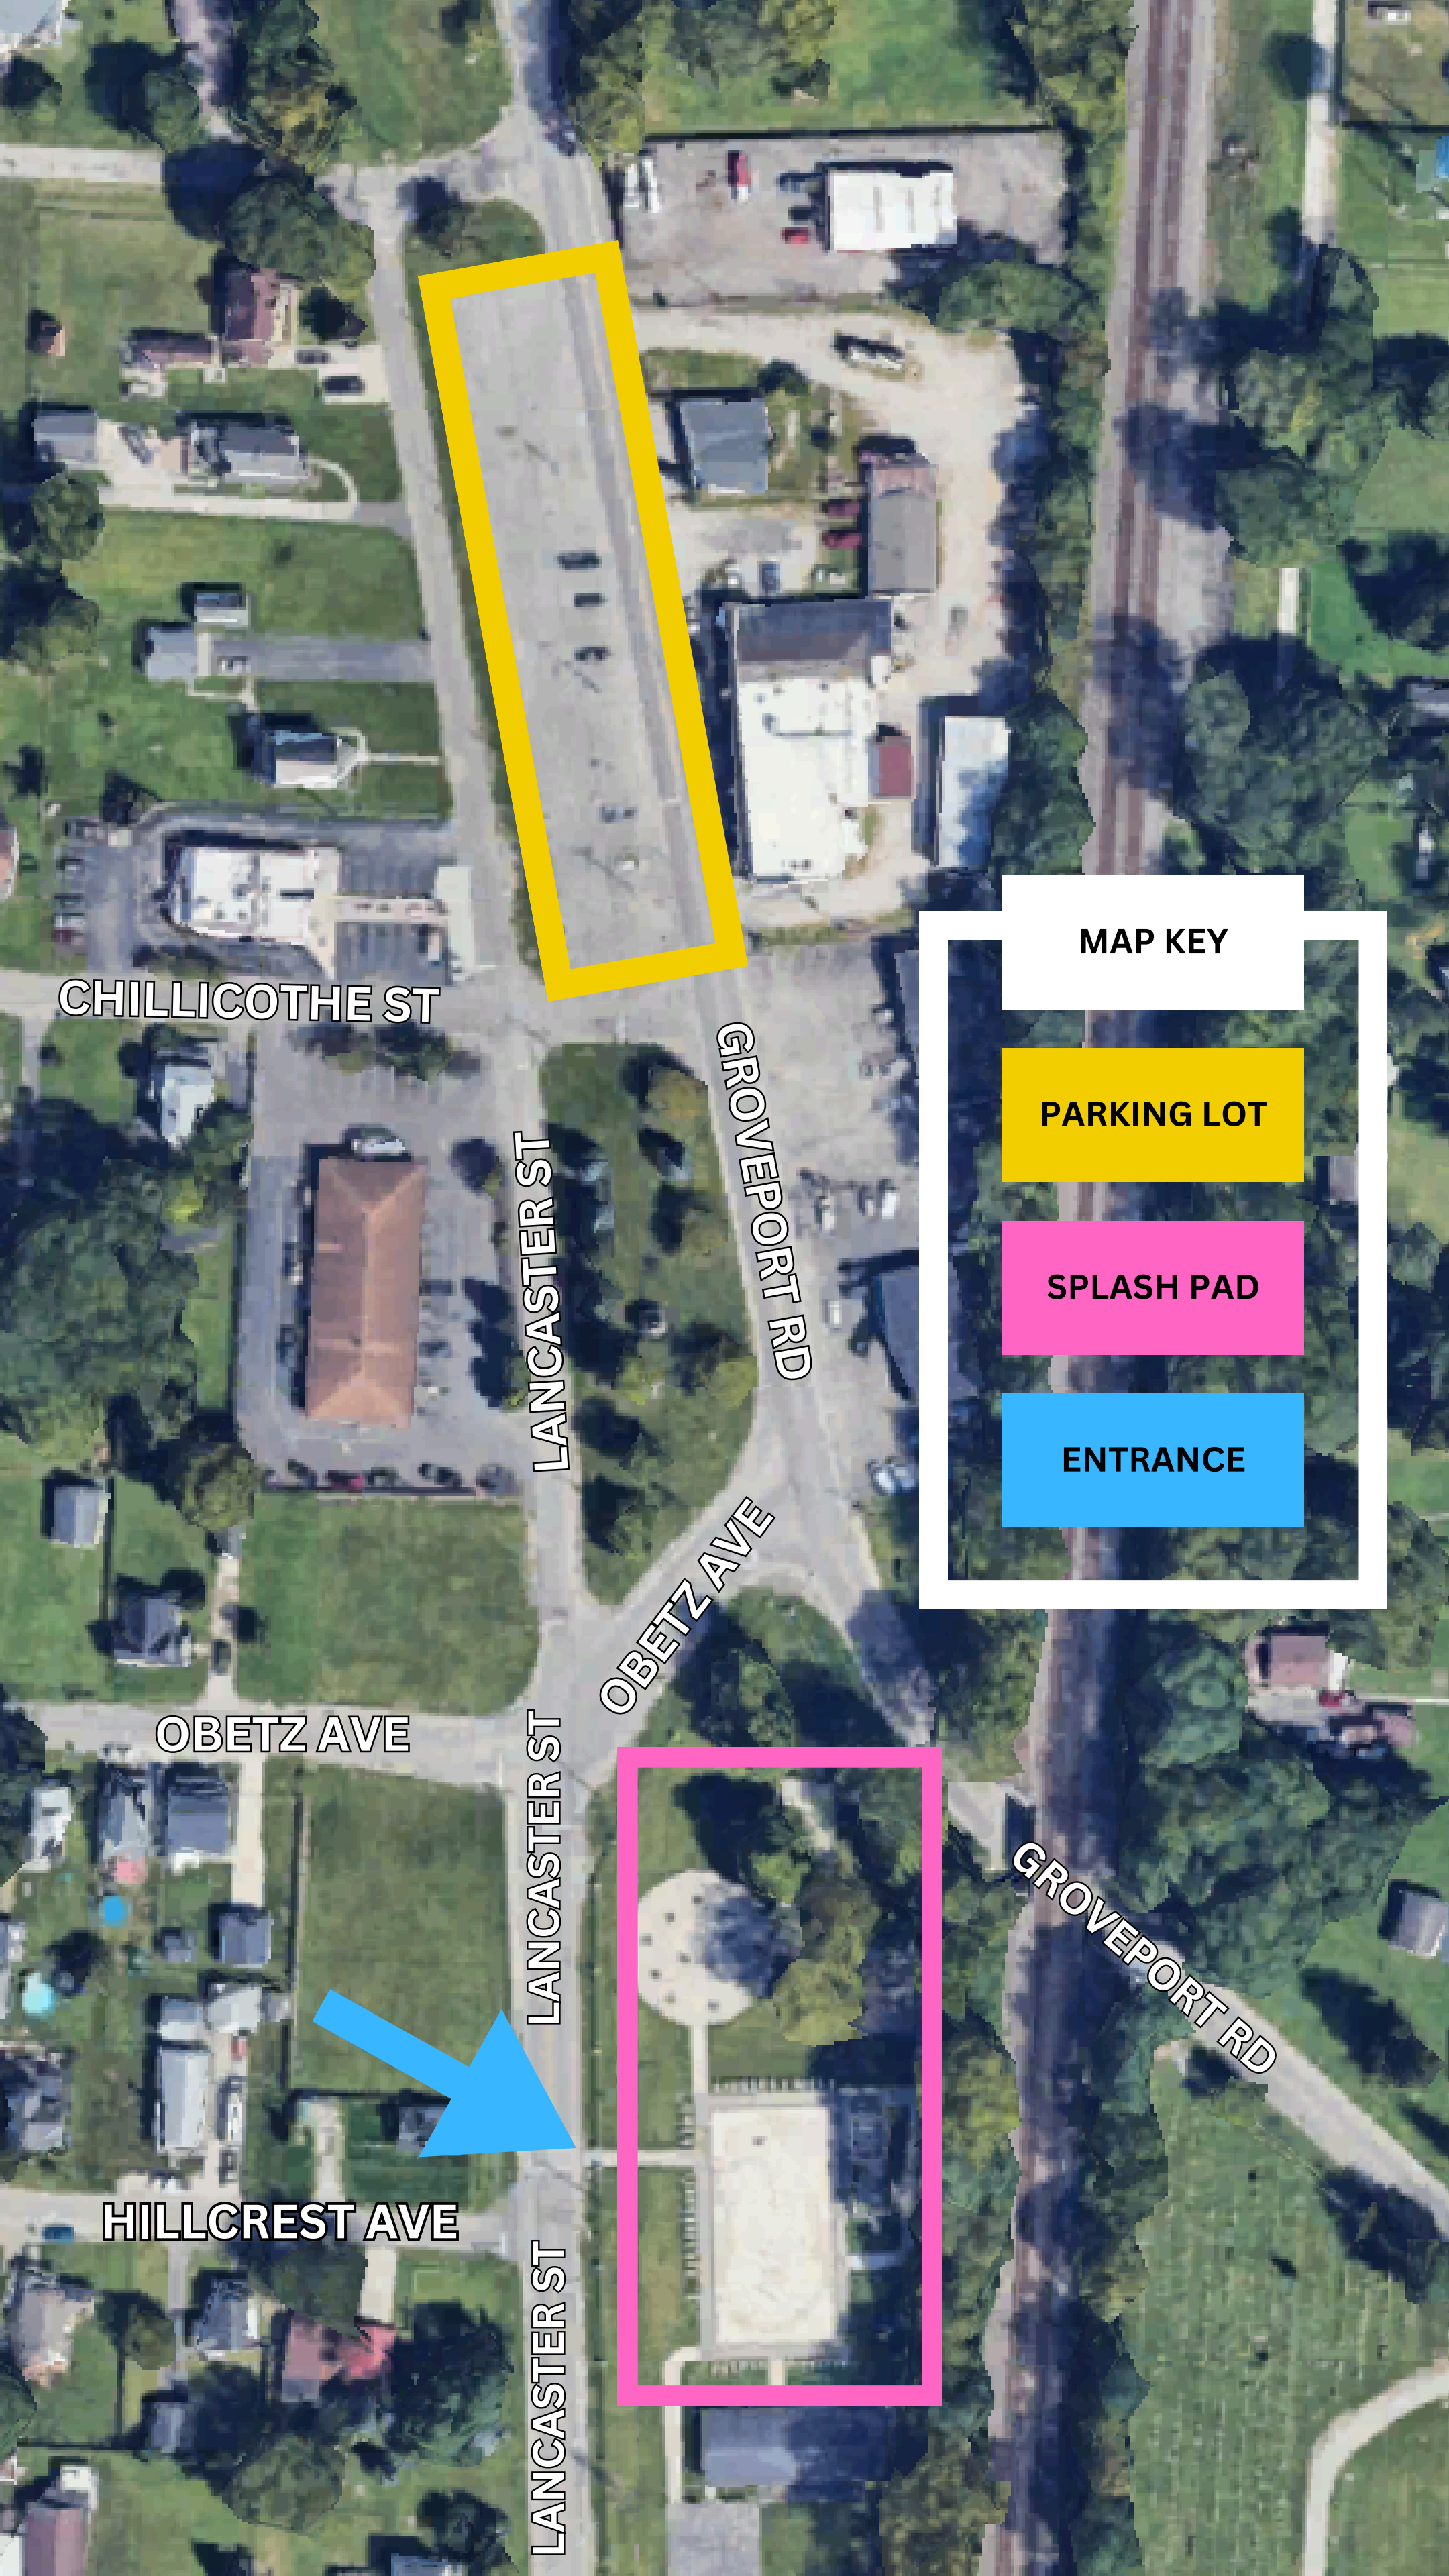 MAP KEY
CHILLICOTHE ST
GROVEPORT RD
PARKING LOT
LANCASTER ST
SPLASH PAD
ENTRANCE
OBETZ AVE
OBETZ AVE
LANCASTER ST
GROVEPORT RD
HILLCREST AVE
LANCASTER ST